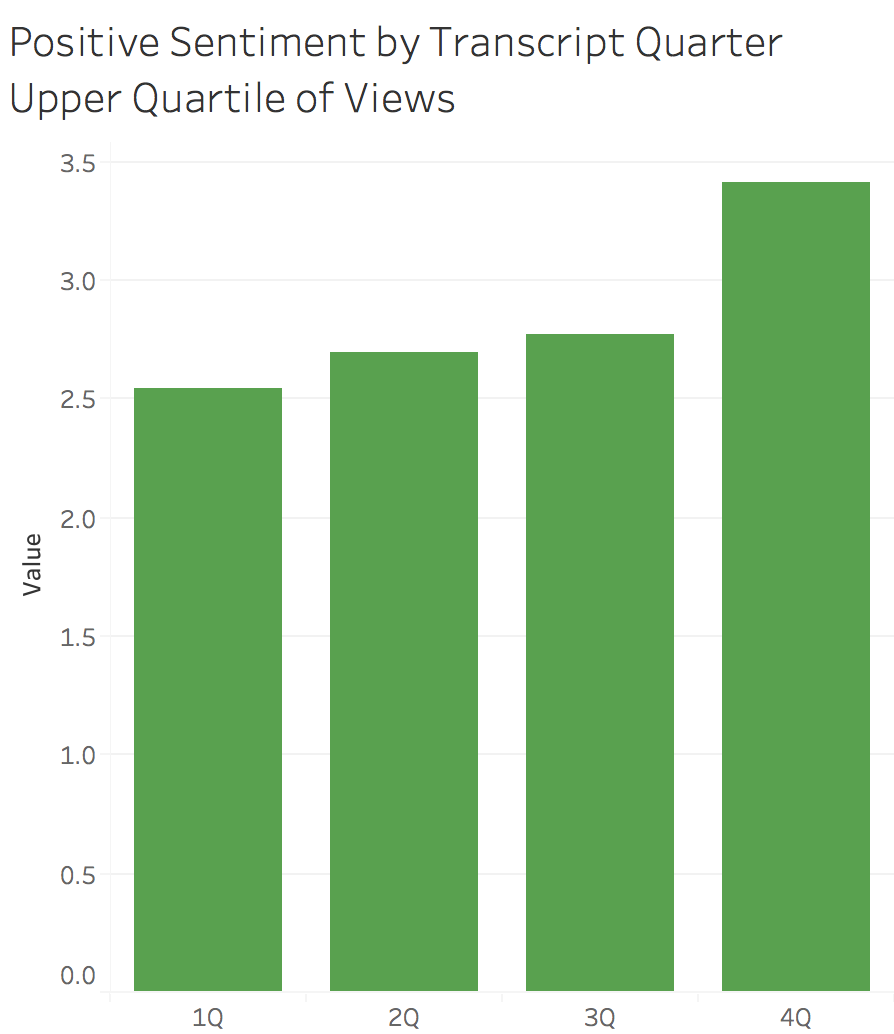 Positive Sentiment by Transcript Quarter
Upper Quartile of Views
3.5
3.0
2.5
2.0
Value
1.5
1.0
0.5
0.0
1Q 2Q 3Q 4Q